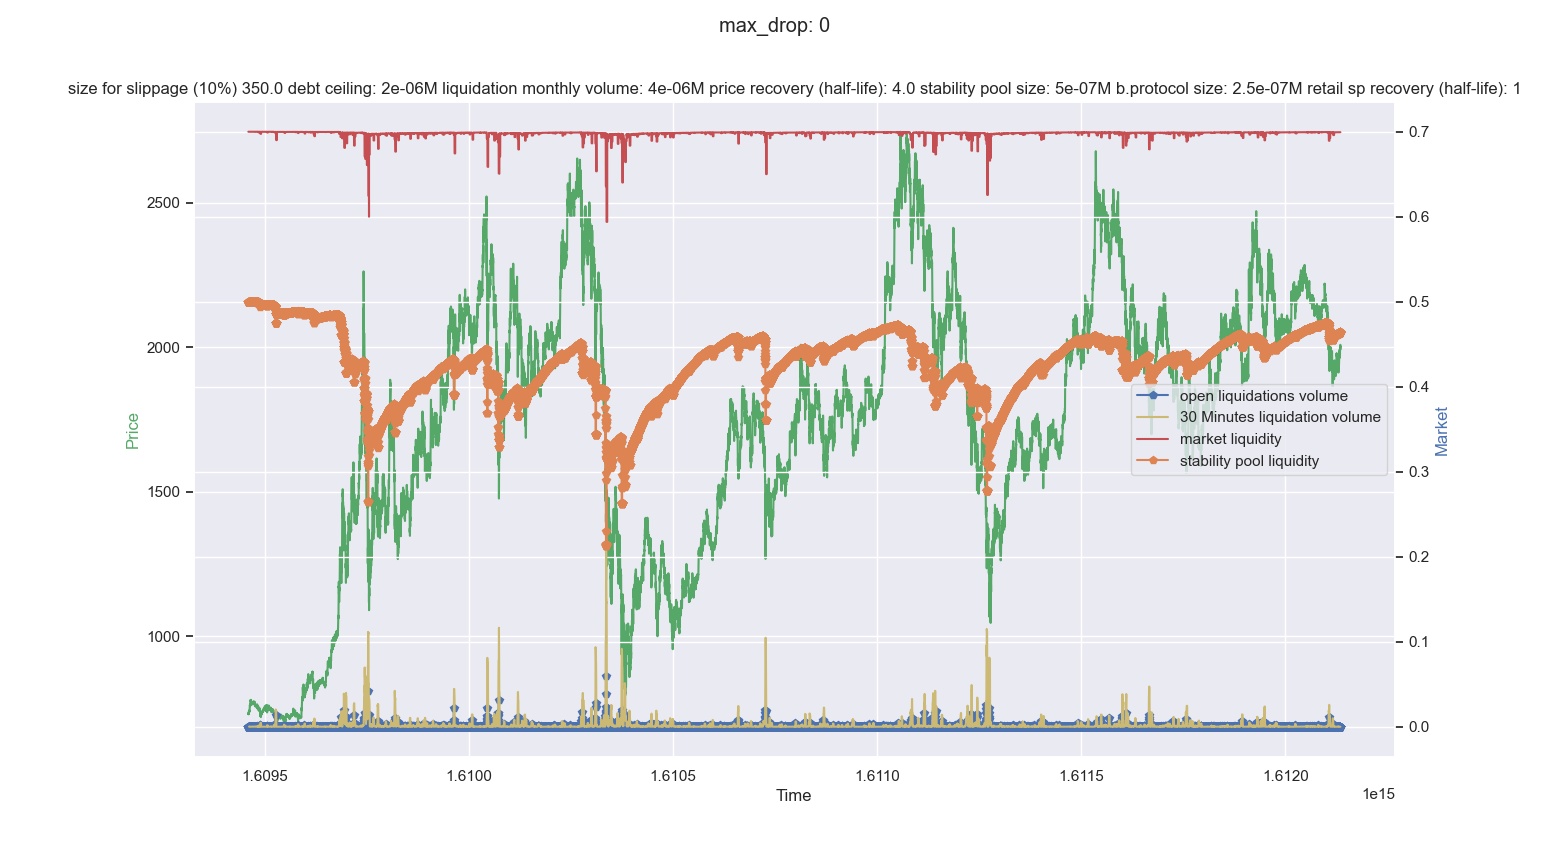 max_drop: 0
size for slippage (10%) 350.0 debt ceiling: 2e-06M liquidation monthly volume: 4e-06M price recovery (half-life): 4.0 stability pool size: 5e-07M b.protocol size: 2.5e-07M retail sp recovery (half-life): 1
2500
2000
1500
1000
Price
0.7
0.6
0.5
0.4
0.3
0.2
0.1
0.0
Market
open liquidations volume
30 Minutes liquidation volume
market liquidity
stability pool liquidity
1.6095
1.6100
1.6105
1.6110
1.6115
1.6120
Time
1e15